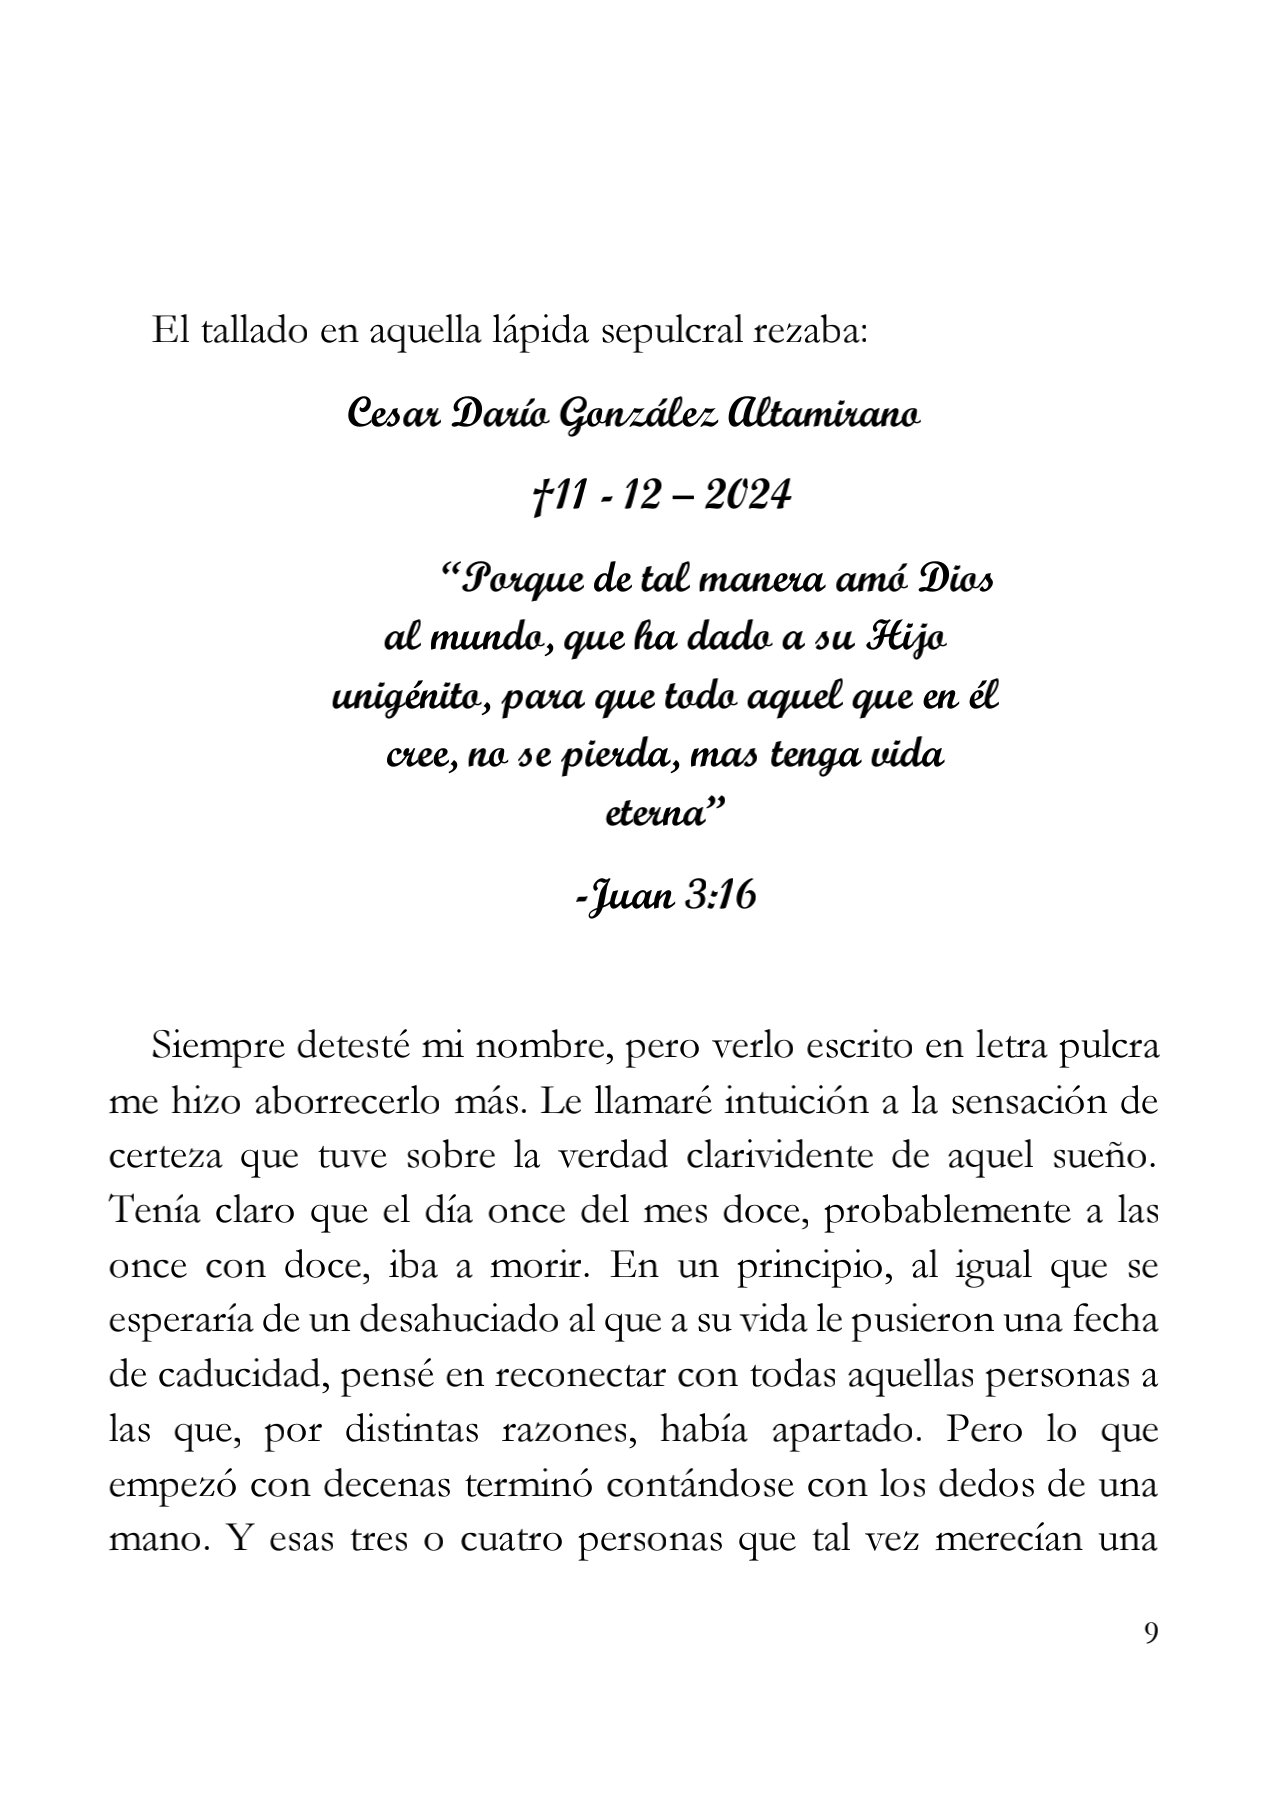 El tallado en aquella lápida sepulcral rezaba:
Cesar Darío González Altamirano
†11 - 12 – 2024
“Porque de tal manera amó Dios
al mundo, que ha dado a su Hijo
unigénito, para que todo aquel que en él
cree, no se pierda, mas tenga vida
eterna”
-Juan 3:16
Siempre detesté mi nombre, pero verlo escrito en letra pulcra
me hizo aborrecerlo más. Le llamaré intuición a la sensación de
certeza que tuve sobre la verdad clarividente de aquel sueño.
Tenía claro que el día once del mes doce, probablemente a las
once con doce, iba a morir. En un principio, al igual que se
esperaría de un desahuciado al que a su vida le pusieron una fecha
de caducidad, pensé en reconectar con todas aquellas personas a
las que, por distintas razones, había apartado. Pero lo que
empezó con decenas terminó contándose con los dedos de una
mano. Y esas tres o cuatro personas que tal vez merecían una
9